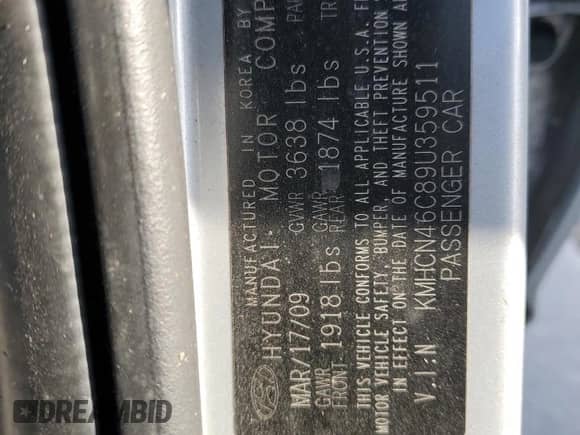 MANUFACTURED IN KOREA BY
HYUNDAI MOTOR COMP
MAR/17/09 GVWR 3638 lbs
GAWR FRONT 1918 lbs GAWR REAR 1874 lbs
THIS VEHICLE CONFORMS TO ALL APPLICABLE U.S.A. F
MOTOR VEHICLE SAFETY, BUMPER, AND THEFT PREVENTION
IN EFFECT ON THE DATE OF MANUFACTURE SHOWN
V.I.N KMHCN46C89U359511
PASSENGER CAR
DREAMBID